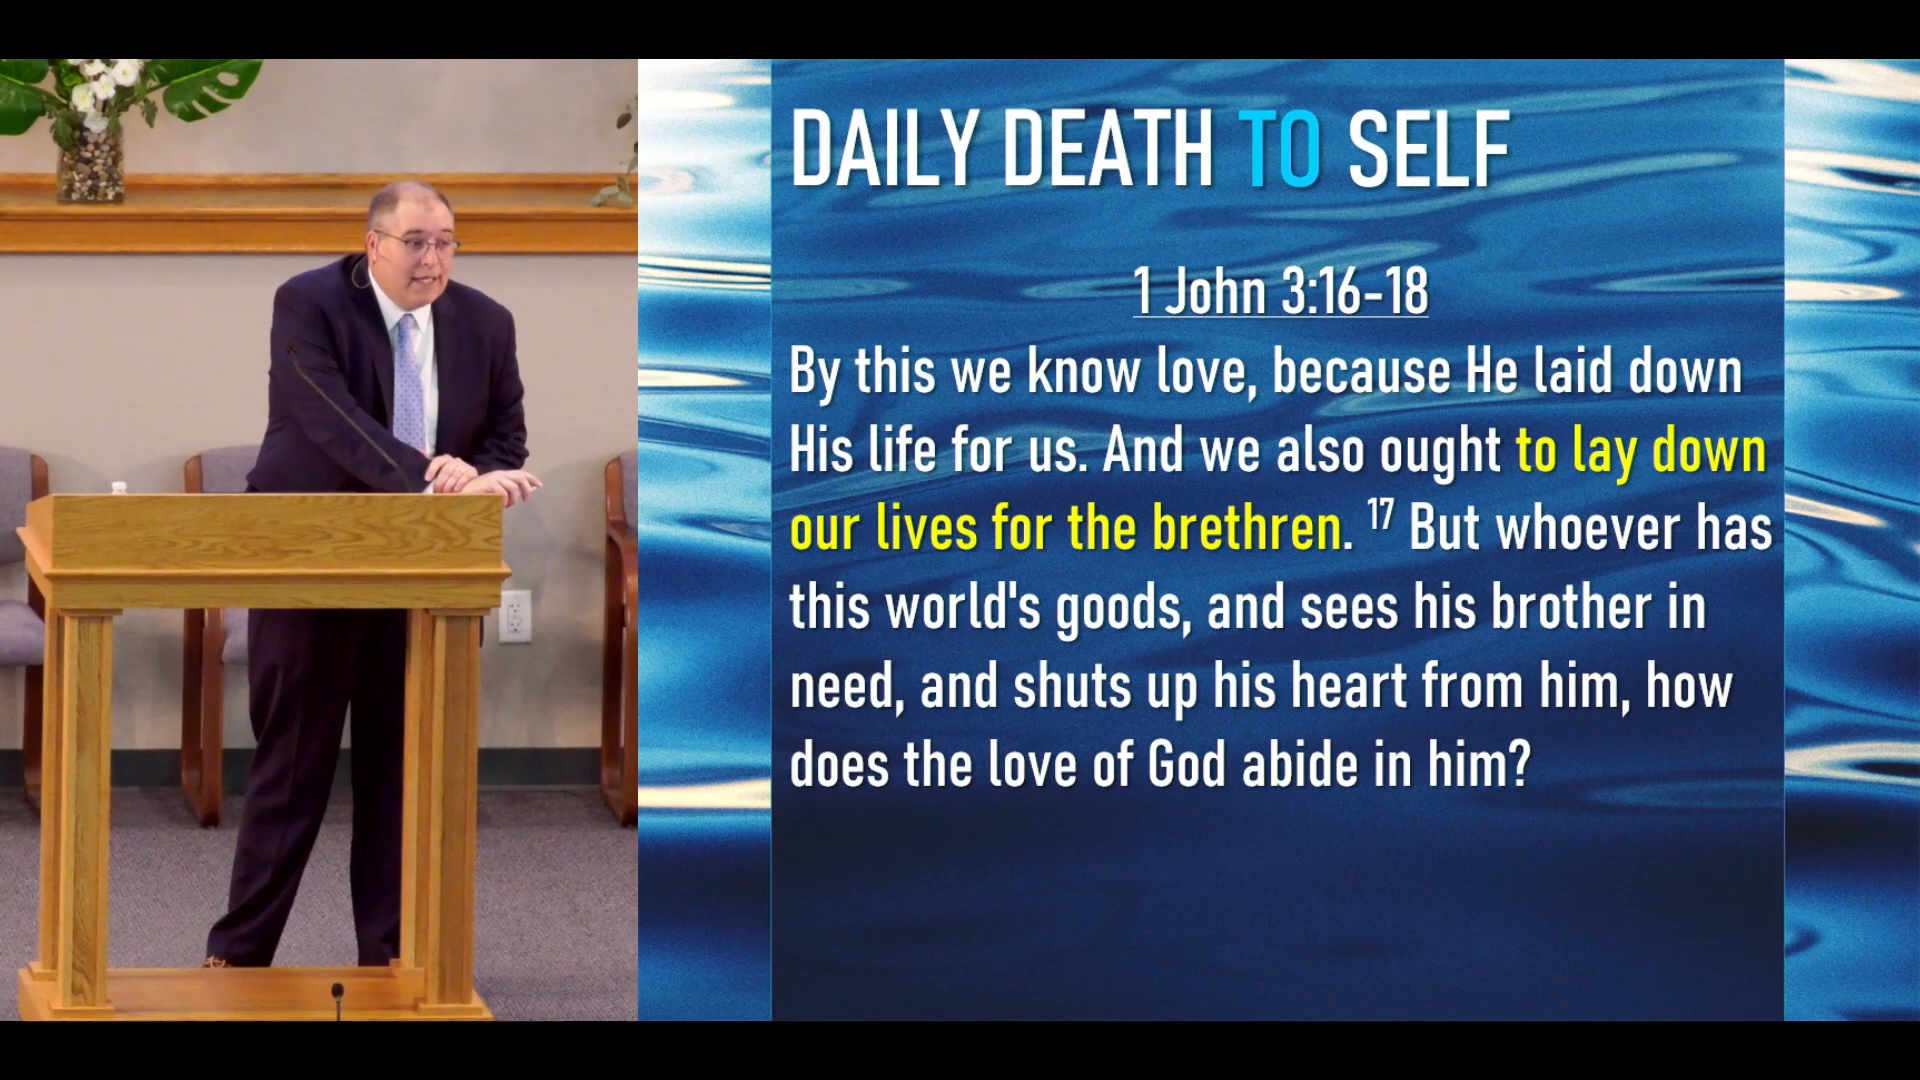 DAILY DEATH TO SELF
1 John 3:16-18
By this we know love, because He laid down
His life for us. And we also ought to lay down
our lives for the brethren. 17 But whoever has
this world's goods, and sees his brother in
need, and shuts up his heart from him, how
does the love of God abide in him?